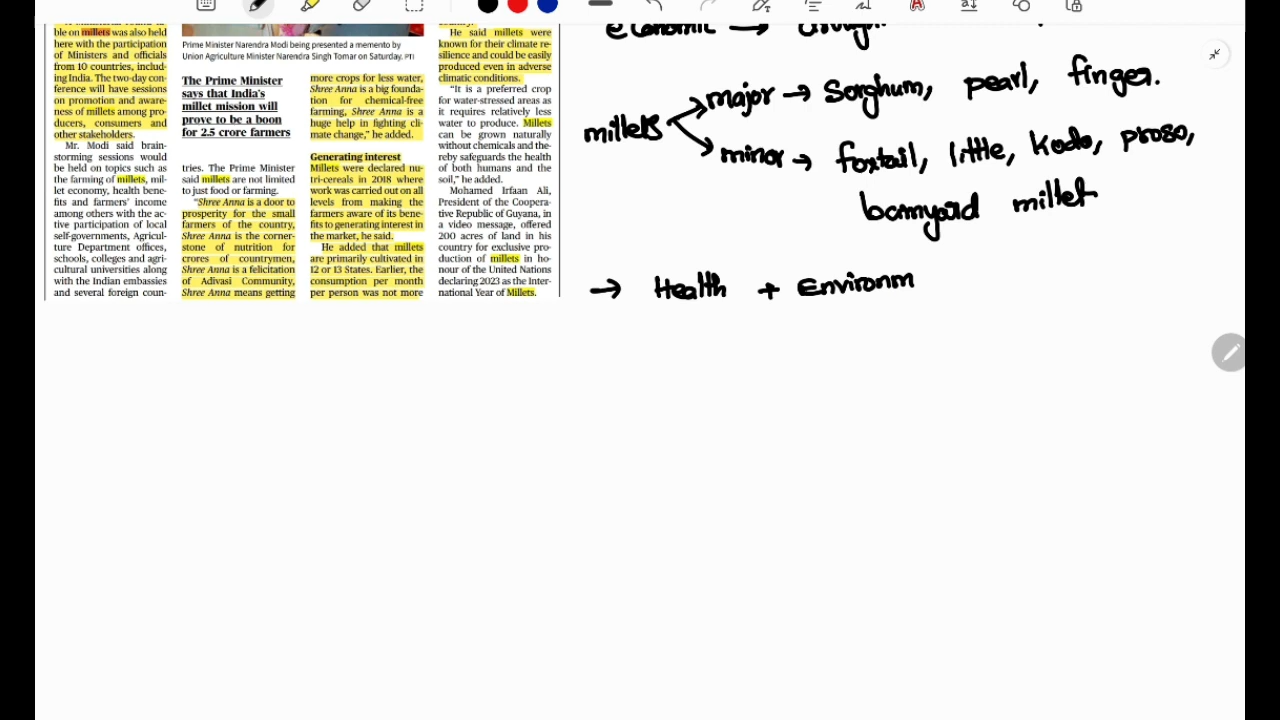 A Ministerial round ta-
ble on millets was also held
here with the participation
of Ministers and officials
from 10 countries, includ-
ing India. The two-day con-
ference will have sessions
on promotion and aware-
ness of millets among pro-
ducers, consumers and
other stakeholders.
Mr. Modi said brain-
storming sessions would
be held on topics such as
the farming of millets, mil-
let economy, health bene-
fits and farmers' income
among others with the ac-
tive participation of local
self-governments, Agricul-
ture Department offices,
schools, colleges and agri-
cultural universities along
with the Indian embassies
and several foreign coun-
Prime Minister Narendra Modi being presented a memento by
Union Agriculture Minister Narendra Singh Tomar on Saturday. PTI
The Prime Minister
says that India's
millet mission will
prove to be a boon
for 2.5 crore farmers
tries. The Prime Minister
said millets are not limited
to just food or farming.
"Shree Anna is a door to
prosperity for the small
farmers of the country,
Shree Anna is the corner-
stone of nutrition for
crores of countrymen,
Shree Anna is a felicitation
of Adivasi Community,
Shree Anna means getting
more crops for less water,
Shree Anna is a big founda-
tion for chemical-free
farming, Shree Anna is a
huge help in fighting cli-
mate change," he added.
Generating interest
Millets were declared nu-
tri-cereals in 2018 where
work was carried out on all
levels from making the
farmers aware of its bene-
fits to generating interest in
the market, he said.
He added that millets
are primarily cultivated in
12 or 13 States. Earlier, the
consumption per month
per person was not more
country.
He said millets were
known for their climate re-
silience and could be easily
produced even in adverse
climatic conditions.
"It is a preferred crop
for water-stressed areas as
it requires relatively less
water to produce. Millets
can be grown naturally
without chemicals and the-
reby safeguards the health
of both humans and the
soil," he added.
Mohamed Irfaan Ali,
President of the Coopera-
tive Republic of Guyana, in
a video message, offered
200 acres of land in his
country for exclusive pro-
duction of millets in ho-
nour of the United Nations
declaring 2023 as the Inter-
national Year of Millets.
economic →
millets
major → Sorghum, pearl, finger.
minor → foxtail, little, kodo, proso,
barnyard millet
→ Health + Environm